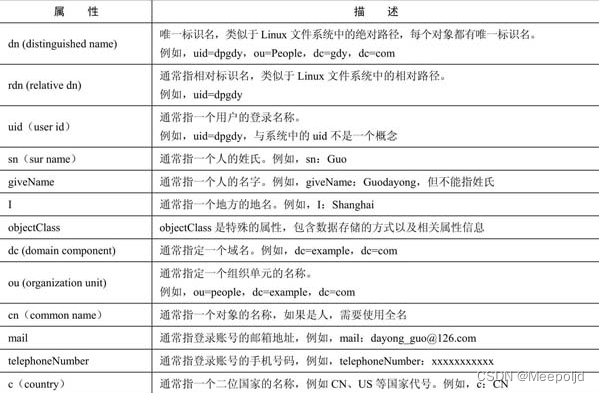 属 性 描 述
dn (distinguished name) 唯一标识名，类似于 Linux 文件系统中的绝对路径，每个对象都有唯一标识名。
例如，uid=dpgdy，ou=People，dc=gdy，dc=com
rdn (relative dn) 通常指相对标识名，类似于 Linux 文件系统中的相对路径。
例如，uid=dpgdy
uid（user id） 通常指一个用户的登录名称。
例如，uid=dpgdy，与系统中的 uid 不是一个概念
sn（sur name） 通常指一个人的姓氏。例如，sn：Guo
giveName 通常指一个人的名字。例如，giveName：Guodayong，但不能指姓氏
I 通常指一个地方的地名。例如，I：Shanghai
objectClass objectClass 是特殊的属性，包含数据存储的方式以及相关属性信息
dc (domain component) 通常指定一个域名。例如，dc=example，dc=com
ou (organization unit) 通常指定一个组织单元的名称。
例如，ou=people，dc=example，dc=com
cn（common name） 通常指一个对象的名称，如果是人，需要使用全名
mail 通常指登录账号的邮箱地址，例如，mail：dayong_guo@126.com
telephoneNumber 通常指登录账号的手机号码，例如，telephoneNumber：xxxxxxxxxxx
c（country） 通常指一个二位国家的名称，例如 CN、US 等国家代号。例如，c：CN
CSDN @Meepoljd